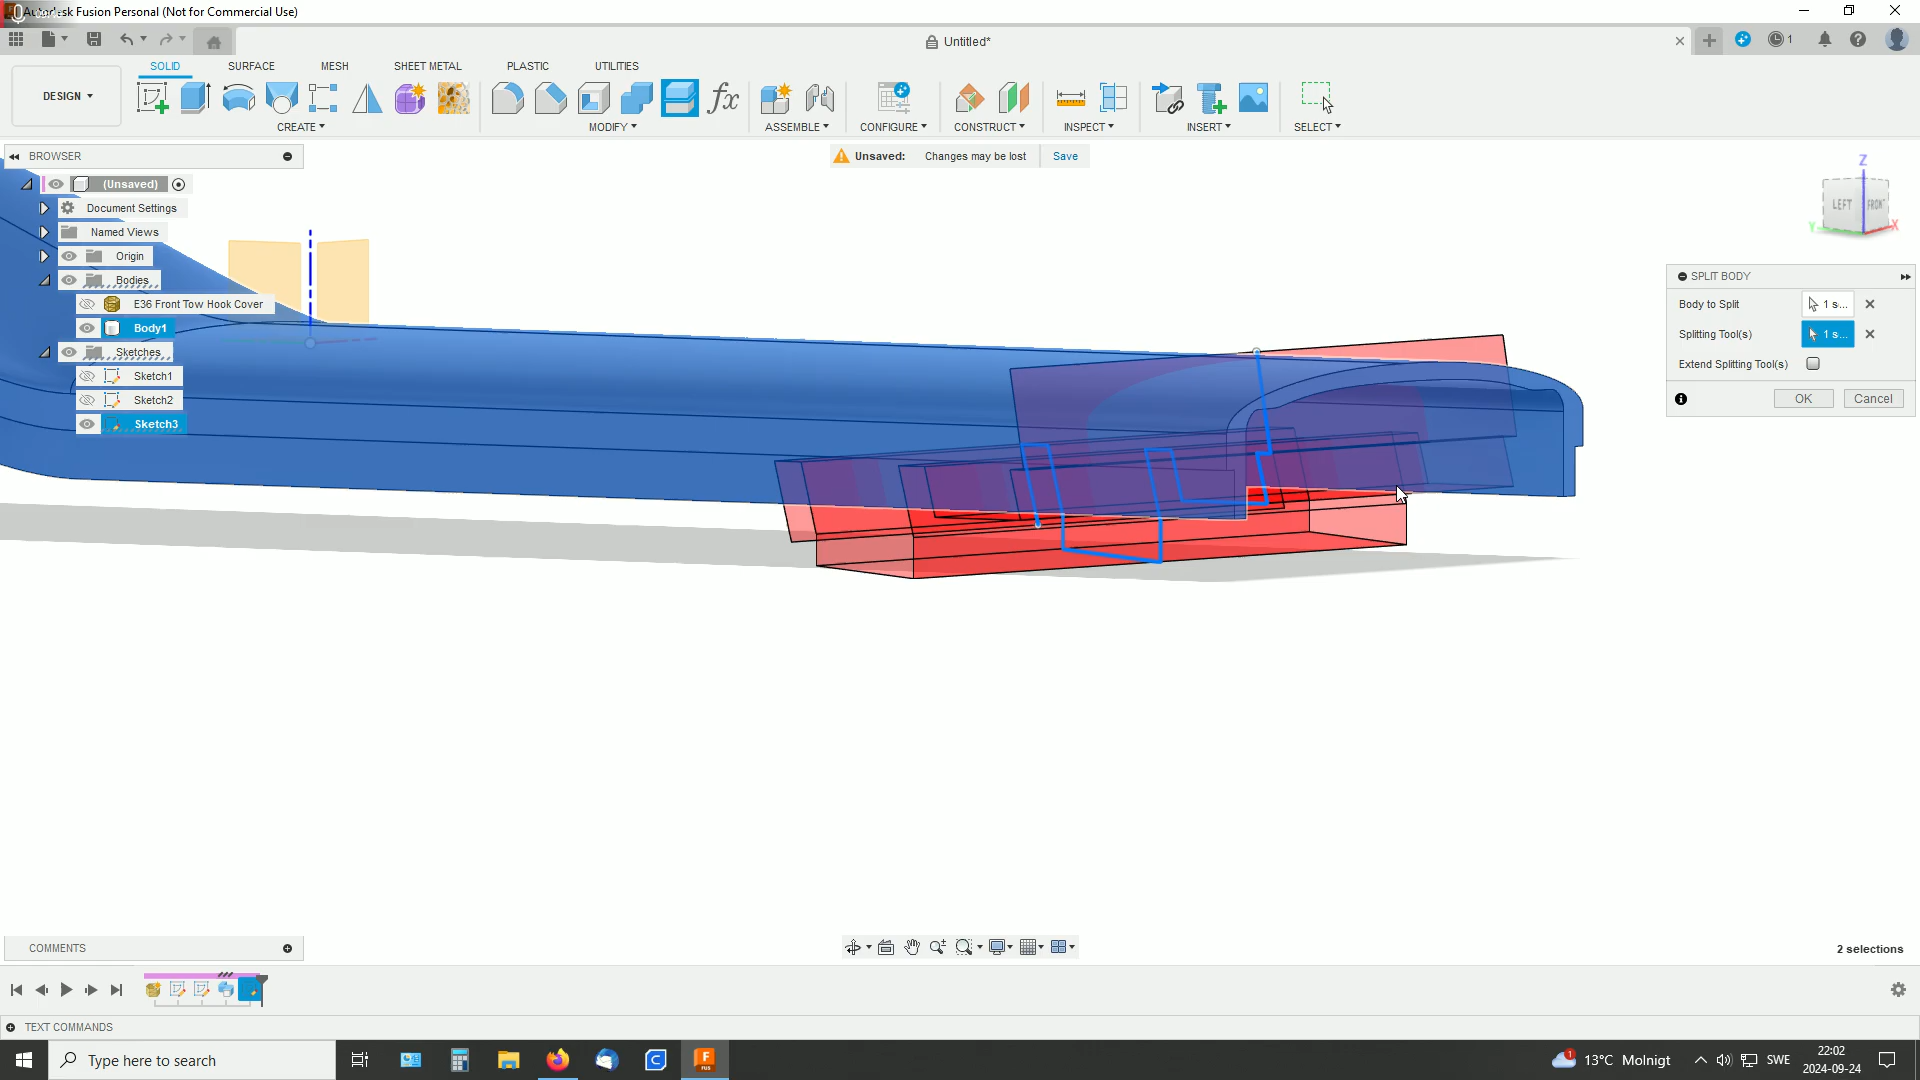 Autodesk Fusion Personal (Not for Commercial Use)
Untitled*
1
SOLID
SURFACE
MESH
SHEET METAL
PLASTIC
UTILITIES
DESIGN
CREATE
MODIFY
ASSEMBLE
CONFIGURE
CONSTRUCT
INSPECT
INSERT
SELECT
BROWSER
Unsaved: Changes may be lost Save
(Unsaved)
Document Settings
Named Views
Origin
Bodies
E36 Front Tow Hook Cover
Body1
Sketches
Sketch1
Sketch2
Sketch3
Z
LEFT
FRONT
Y
X
SPLIT BODY
Body to Split 1 s...
Splitting Tool(s) 1 s...
Extend Splitting Tool(s)
OK
Cancel
COMMENTS
2 selections
TEXT COMMANDS
Type here to search
F
FUS
1
13°C Molnigt
SWE
22:02
2024-09-24